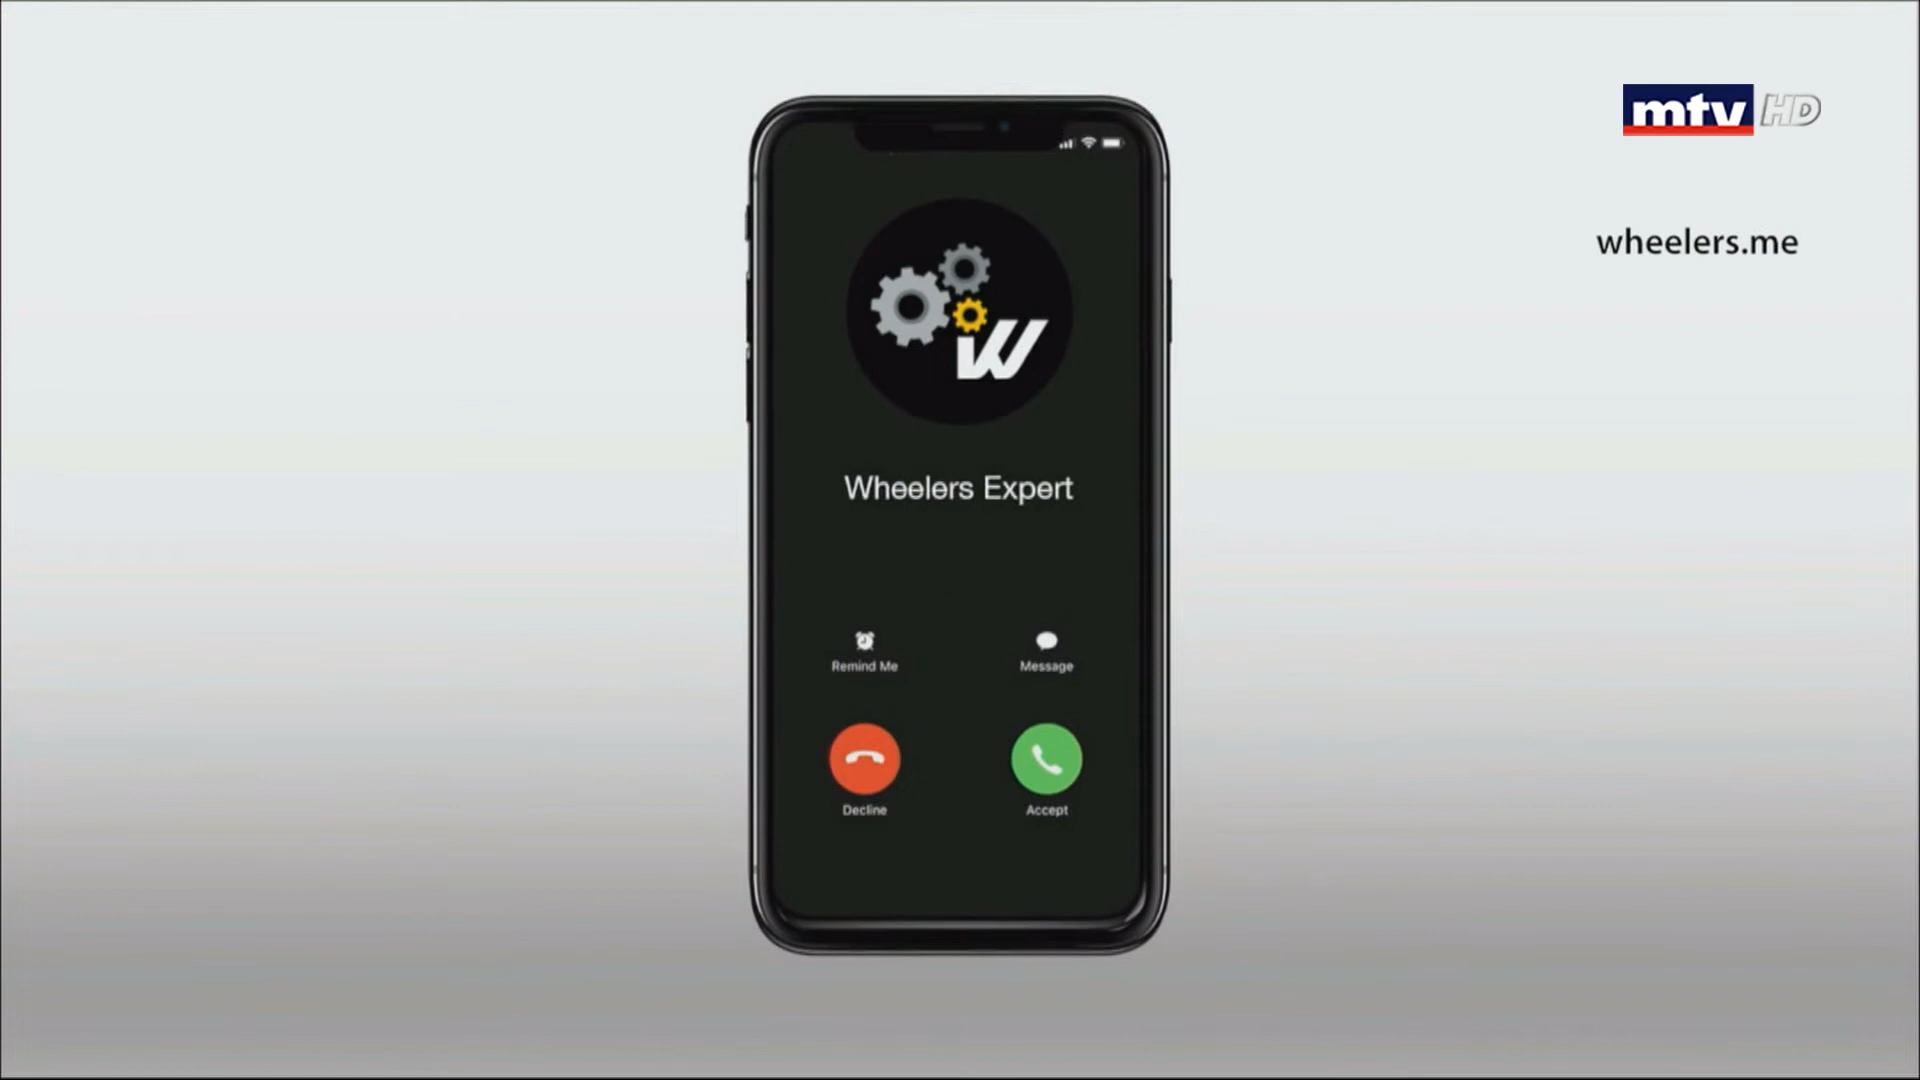 mtv HD
wheelers.me
W
Wheelers Expert
Remind Me
Message
Decline
Accept